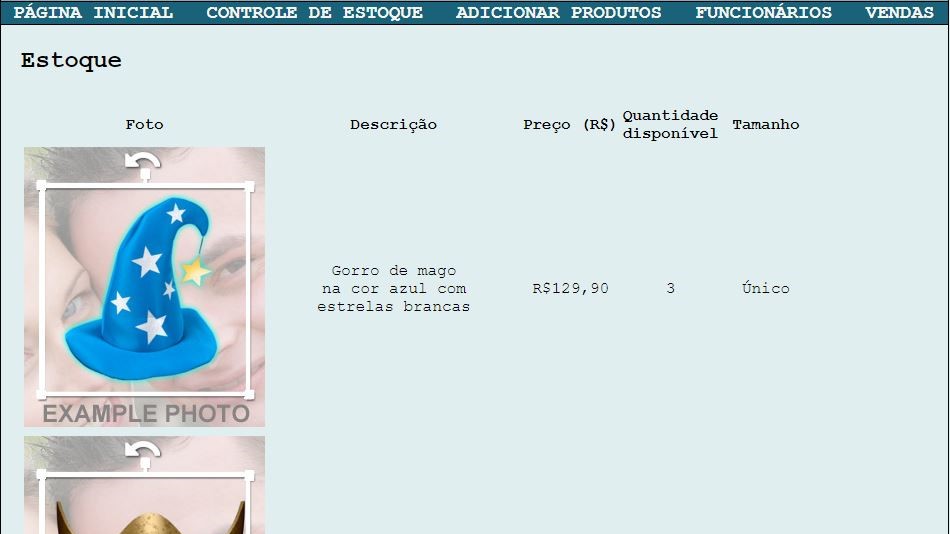 PÁGINA INICIAL CONTROLE DE ESTOQUE ADICIONAR PRODUTOS FUNCIONÁRIOS VENDAS
Estoque
Foto Descrição Preço (R$) Quantidade disponível Tamanho
Gorro de mago
na cor azul com
estrelas brancas
R$129,90 3 Único
EXAMPLE PHOTO